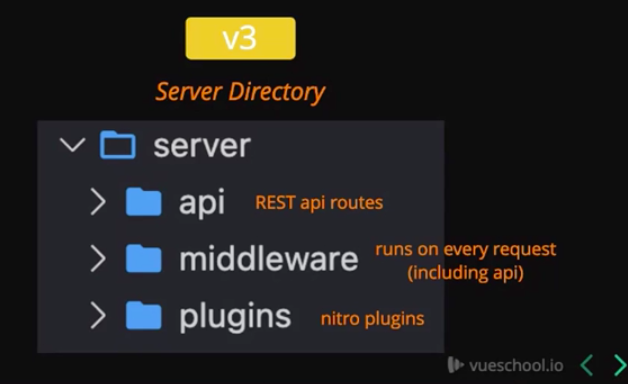 v3
Server Directory
server
api REST api routes
middleware runs on every request
(including api)
plugins nitro plugins
vueschool.io